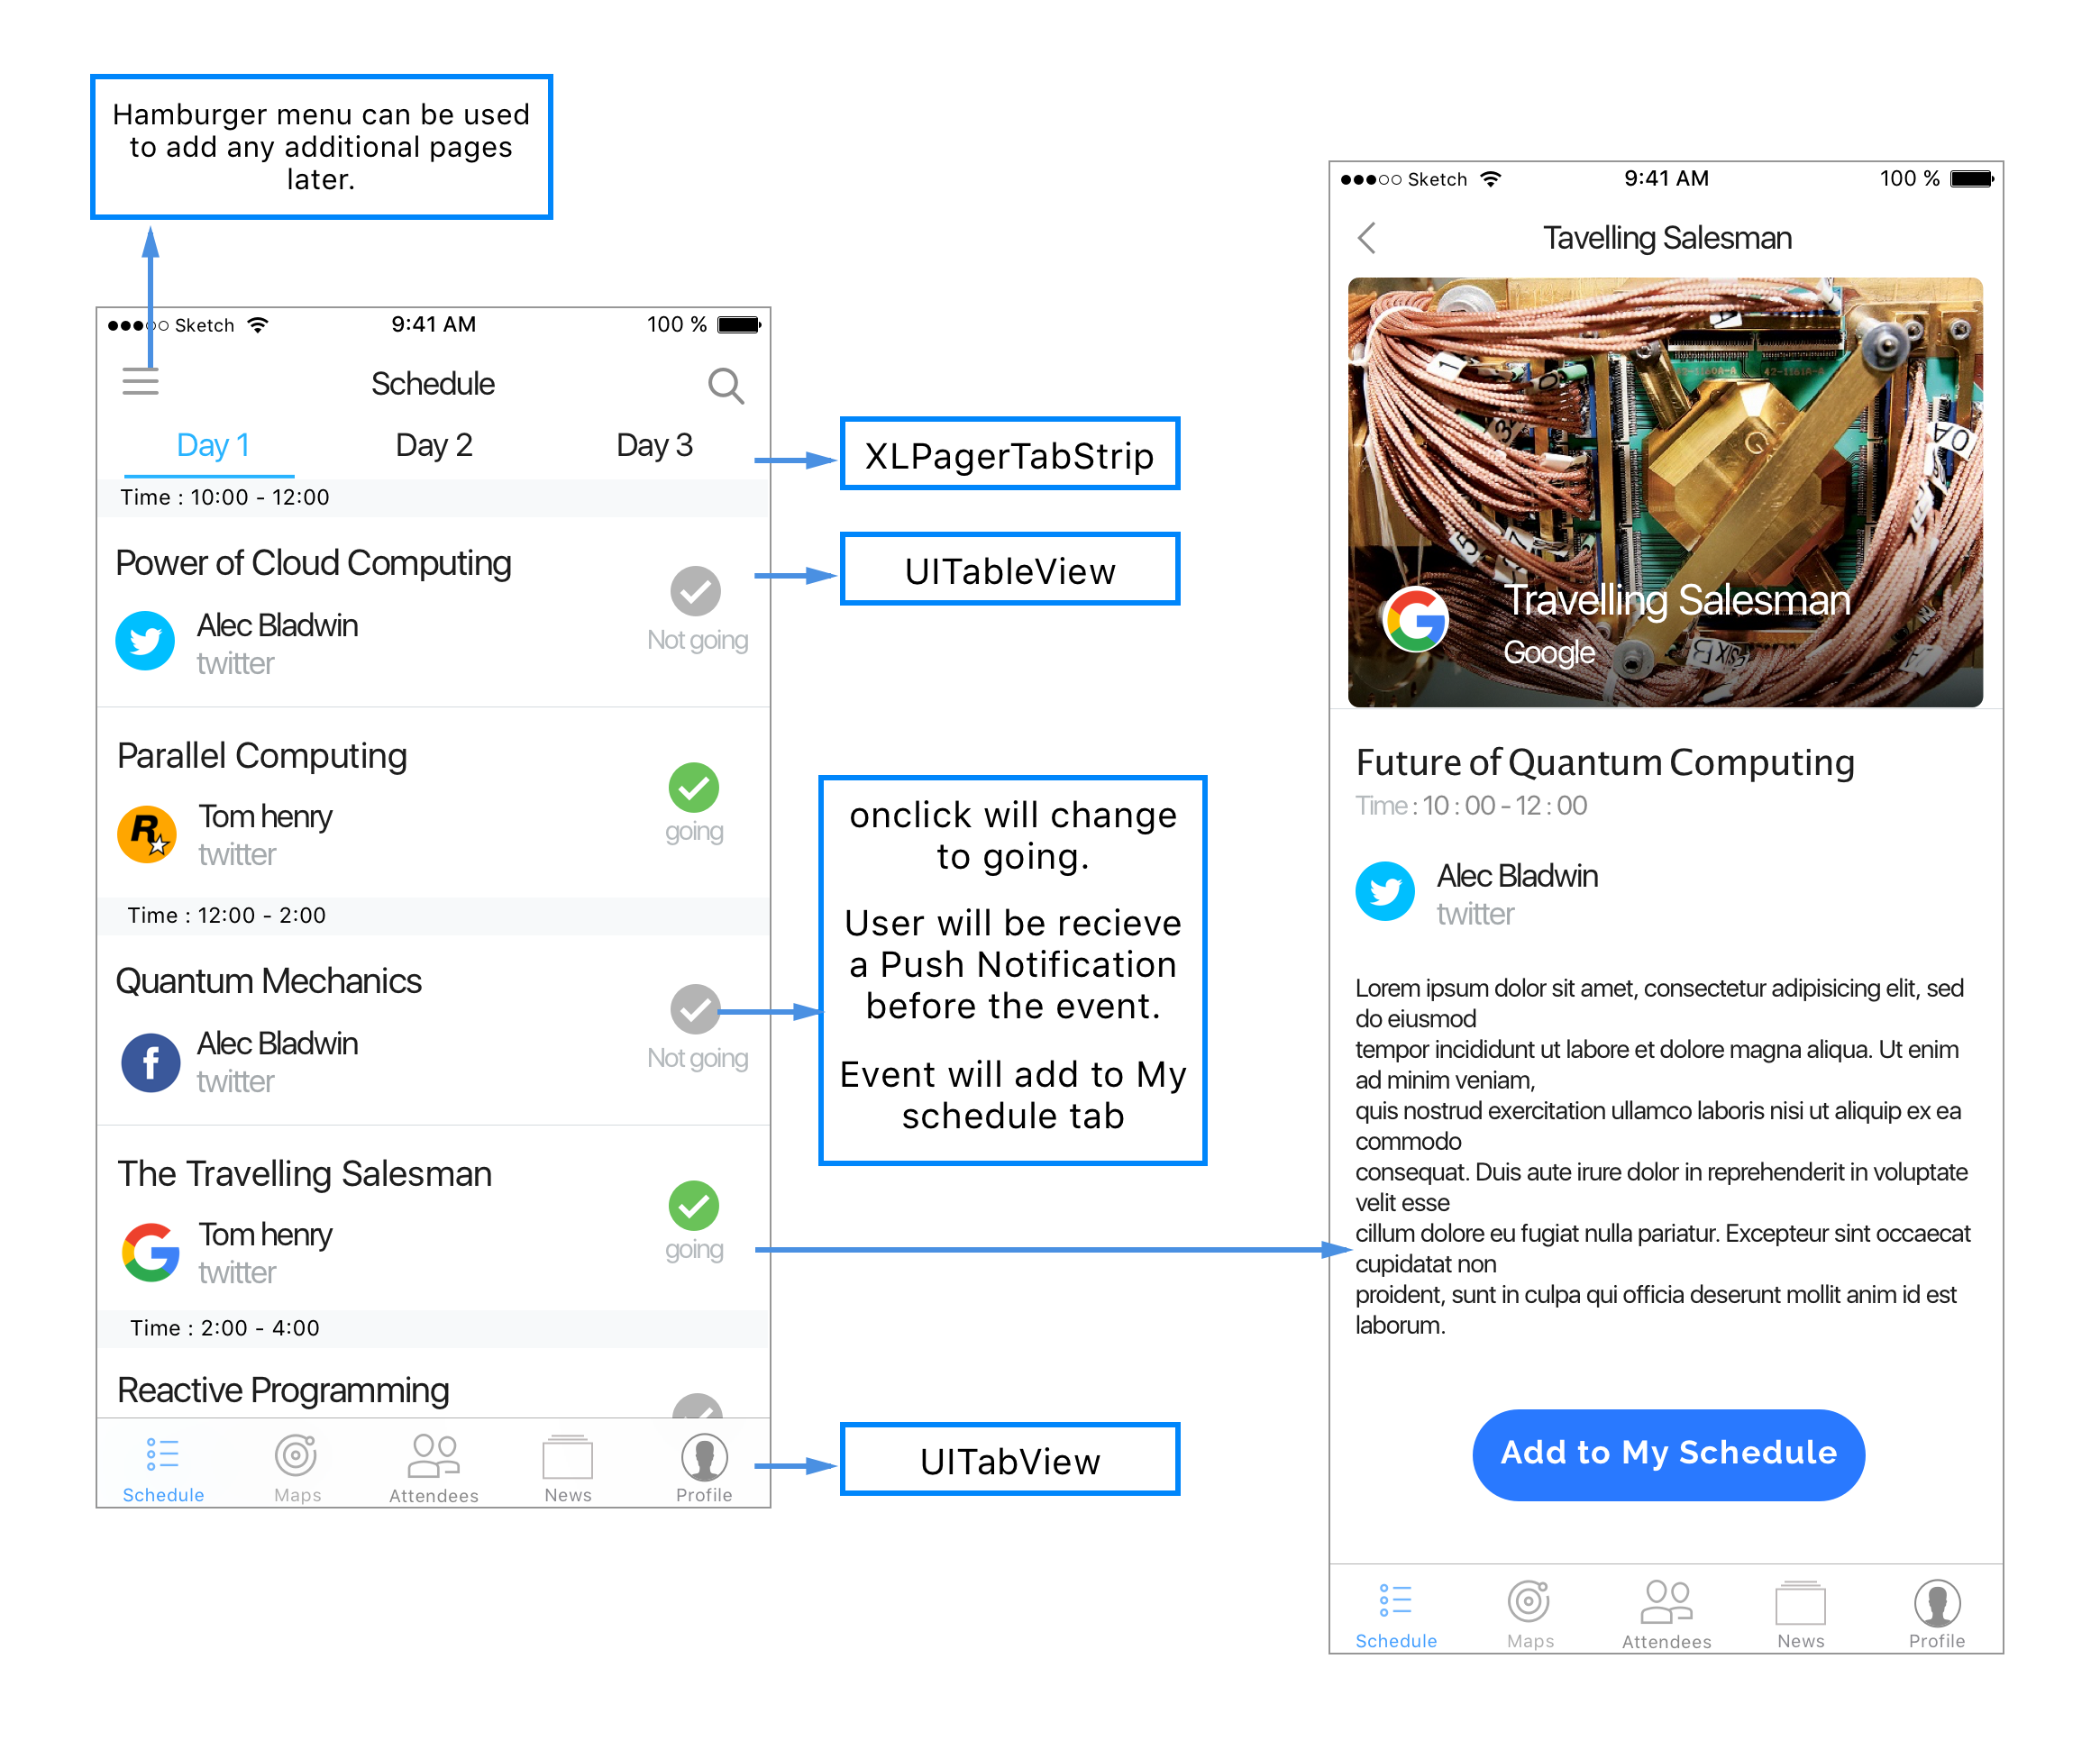 Hamburger menu can be used
to add any additional pages
later.
Sketch 9:41 AM 100 %
Schedule
Day 1 Day 2 Day 3
Time : 10:00 - 12:00
Power of Cloud Computing
Alec Bladwin
twitter
Not going
Parallel Computing
Tom henry
twitter
going
Time : 12:00 - 2:00
Quantum Mechanics
Alec Bladwin
twitter
Not going
The Travelling Salesman
Tom henry
twitter
going
Time : 2:00 - 4:00
Reactive Programming
Schedule Maps Attendees News Profile
XLPagerTabStrip
UITableView
onclick will change
to going.
User will be recieve
a Push Notification
before the event.
Event will add to My
schedule tab
UITabView
Sketch 9:41 AM 100 %
Tavelling Salesman
42-1161A-A
Travelling Salesman
Google
Future of Quantum Computing
Time : 10 : 00 - 12 : 00
Alec Bladwin
twitter
Lorem ipsum dolor sit amet, consectetur adipisicing elit, sed
do eiusmod
tempor incididunt ut labore et dolore magna aliqua. Ut enim
ad minim veniam,
quis nostrud exercitation ullamco laboris nisi ut aliquip ex ea
commodo
consequat. Duis aute irure dolor in reprehenderit in voluptate
velit esse
cillum dolore eu fugiat nulla pariatur. Excepteur sint occaecat
cupidatat non
proident, sunt in culpa qui officia deserunt mollit anim id est
laborum.
Add to My Schedule
Schedule Maps Attendees News Profile